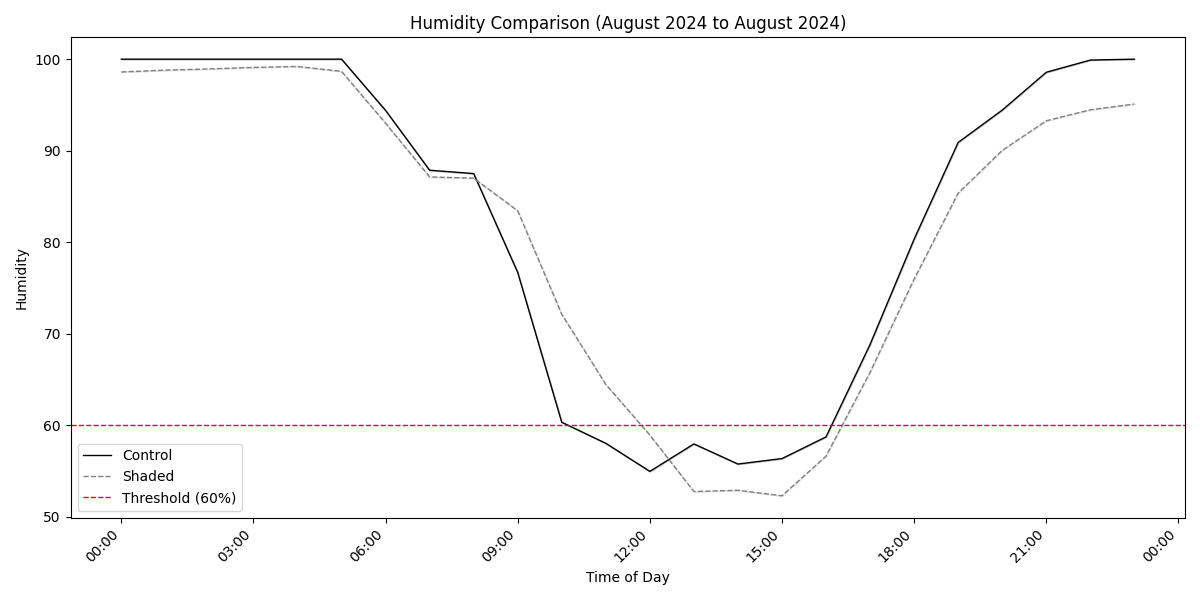 Humidity Comparison (August 2024 to August 2024)
100
90
80
70
60
50
Humidity
Control
Shaded
Threshold (60%)
00:00
03:00
06:00
09:00
12:00
15:00
18:00
21:00
00:00
Time of Day